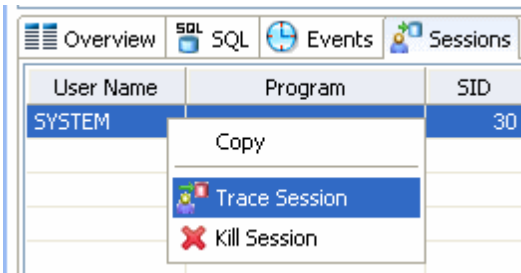 Overview SQL SQL Events Sessions
User Name Program SID
SYSTEM 30
Copy
Trace Session
Kill Session